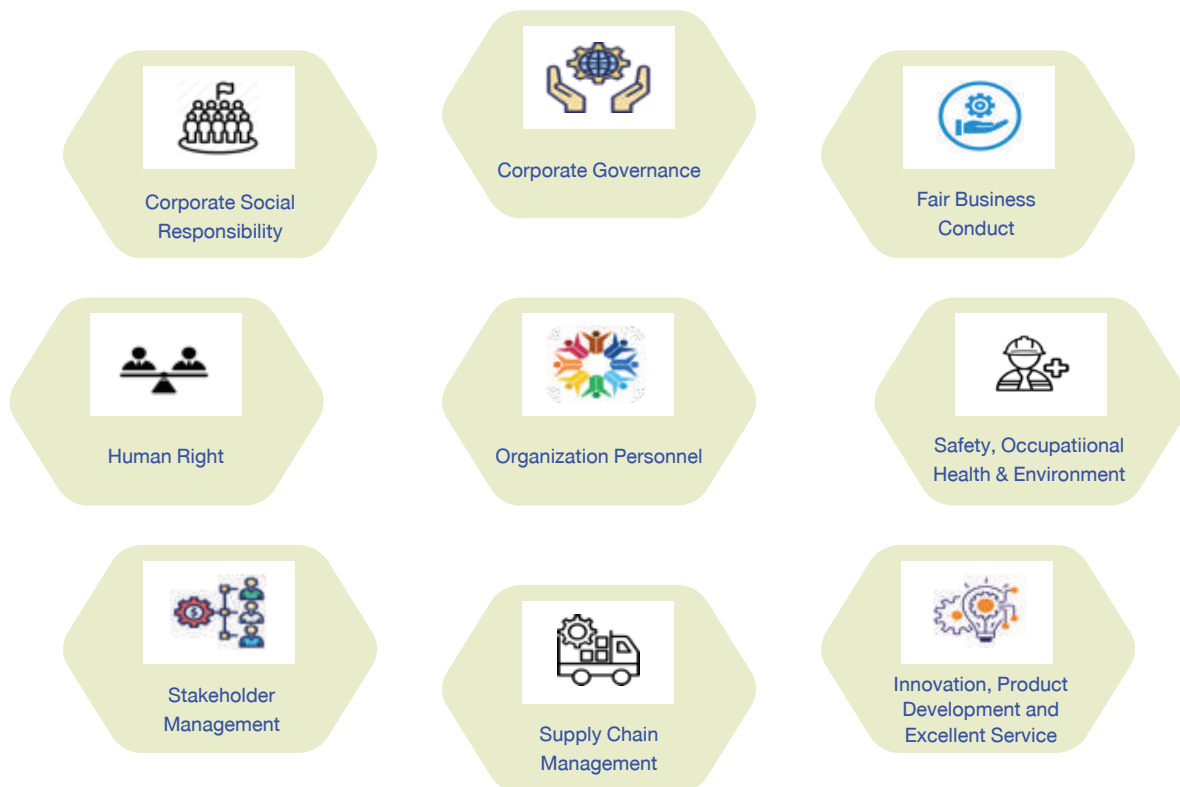 Corporate Social
Responsibility
Corporate Governance
Fair Business
Conduct
Human Right
Organization Personnel
Safety, Occupatiional
Health & Environment
Stakeholder
Management
Supply Chain
Management
Innovation, Product
Development and
Excellent Service